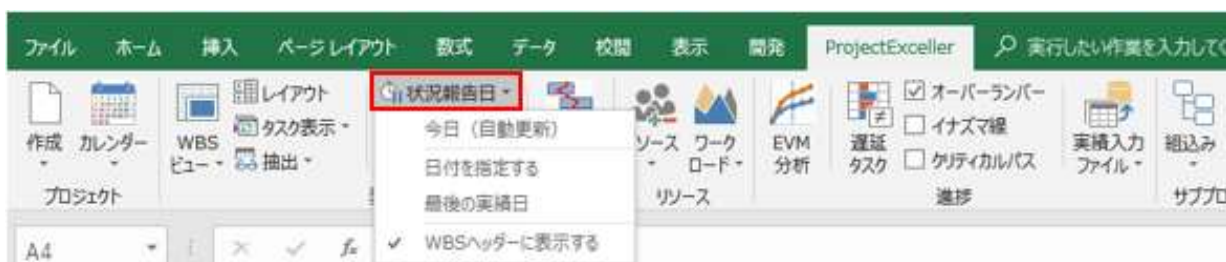 ファイル ホーム 挿入 ページ レイアウト 数式 データ 校閲 表示 開発 ProjectExceller 実行したい作業を入力して
作成
カレンダー
プロジェクト
WBS
ビュー
レイアウト
タスク表示
抽出
状況報告日
今日（自動更新）
日付を指定する
最後の実績日
WBSヘッダーに表示する
ソース
ワーク
ロード
リソース
EVM
分析
遅延
タスク
オーバーランバー
イナズマ線
クリティカルパス
進捗
実績入力
ファイル
組込み
サブプロ
A4
fx